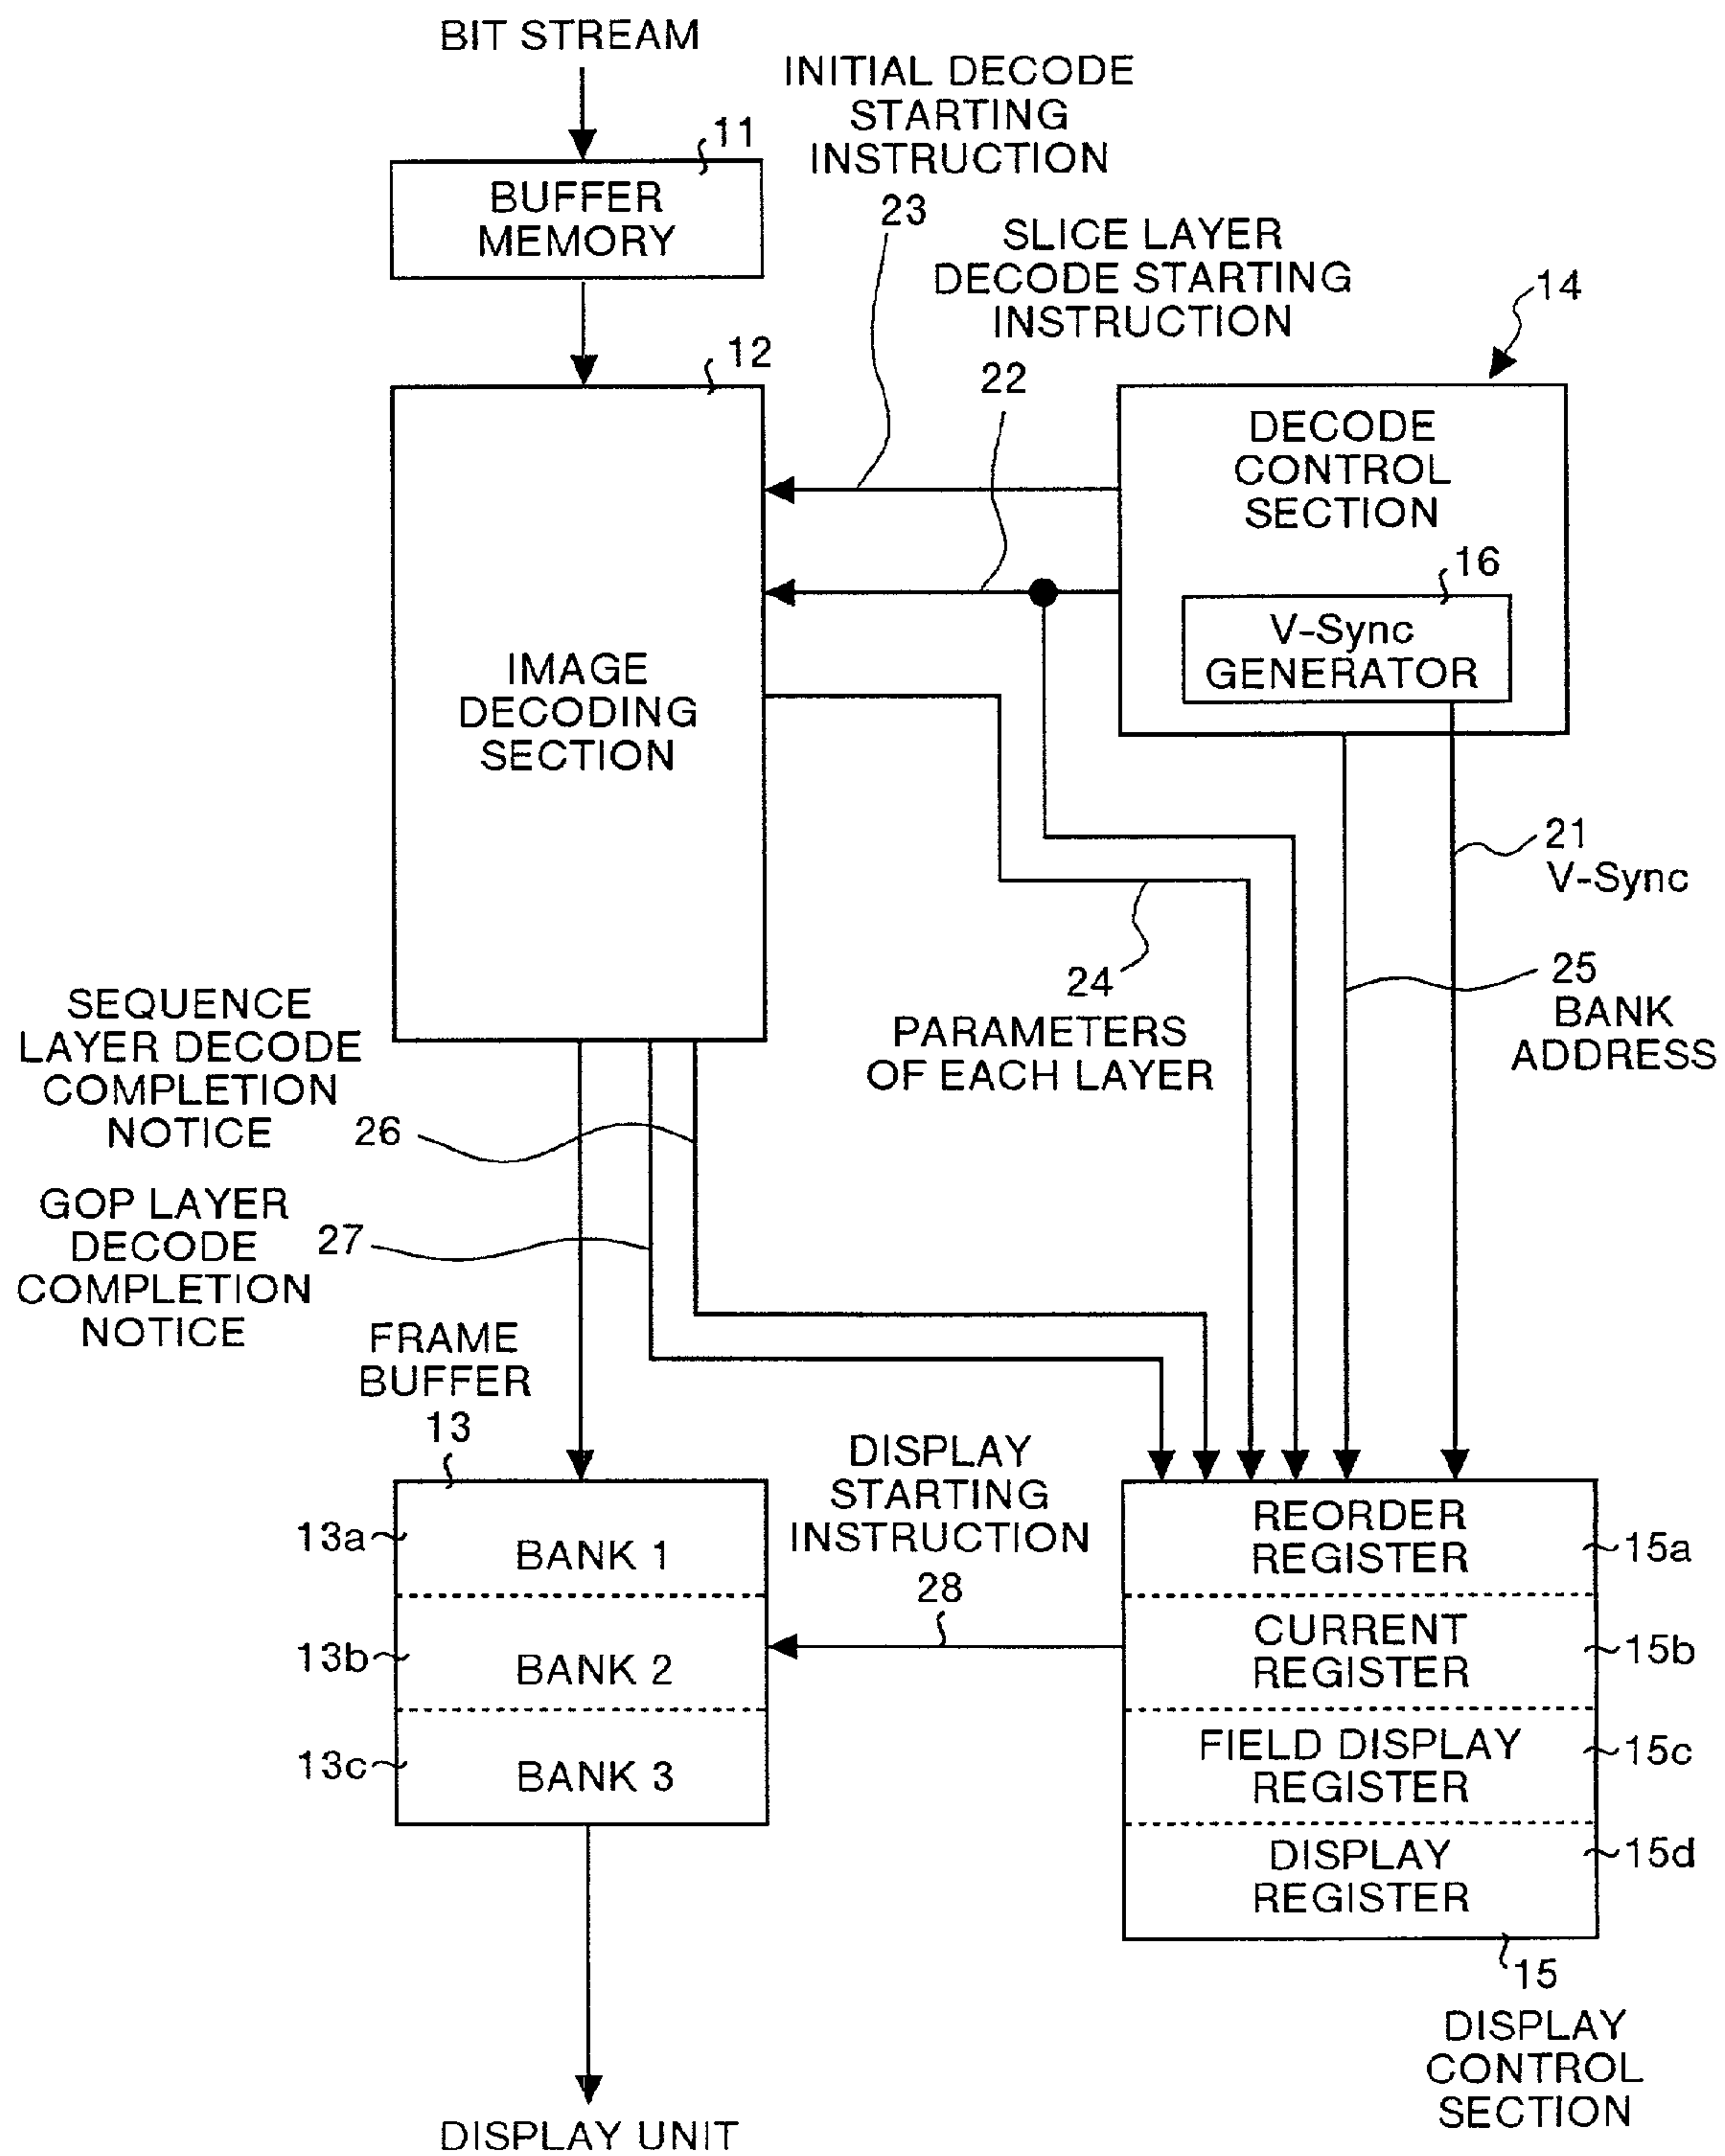 BIT STREAM
INITIAL DECODE
STARTING
INSTRUCTION
23
11
BUFFER
MEMORY
SLICE LAYER
DECODE STARTING
INSTRUCTION
22
14
12
DECODE
CONTROL
SECTION
16
V-Sync
GENERATOR
IMAGE
DECODING
SECTION
21
V-Sync
24
PARAMETERS
OF EACH LAYER
25
BANK
ADDRESS
SEQUENCE
LAYER DECODE
COMPLETION
NOTICE
26
GOP LAYER
DECODE
COMPLETION
NOTICE
27
FRAME
BUFFER
13
DISPLAY
STARTING
INSTRUCTION
28
13a
BANK 1
13b
BANK 2
13c
BANK 3
REORDER
REGISTER
15a
CURRENT
REGISTER
15b
FIELD DISPLAY
REGISTER
15c
DISPLAY
REGISTER
15d
15
DISPLAY
CONTROL
SECTION
DISPLAY UNIT